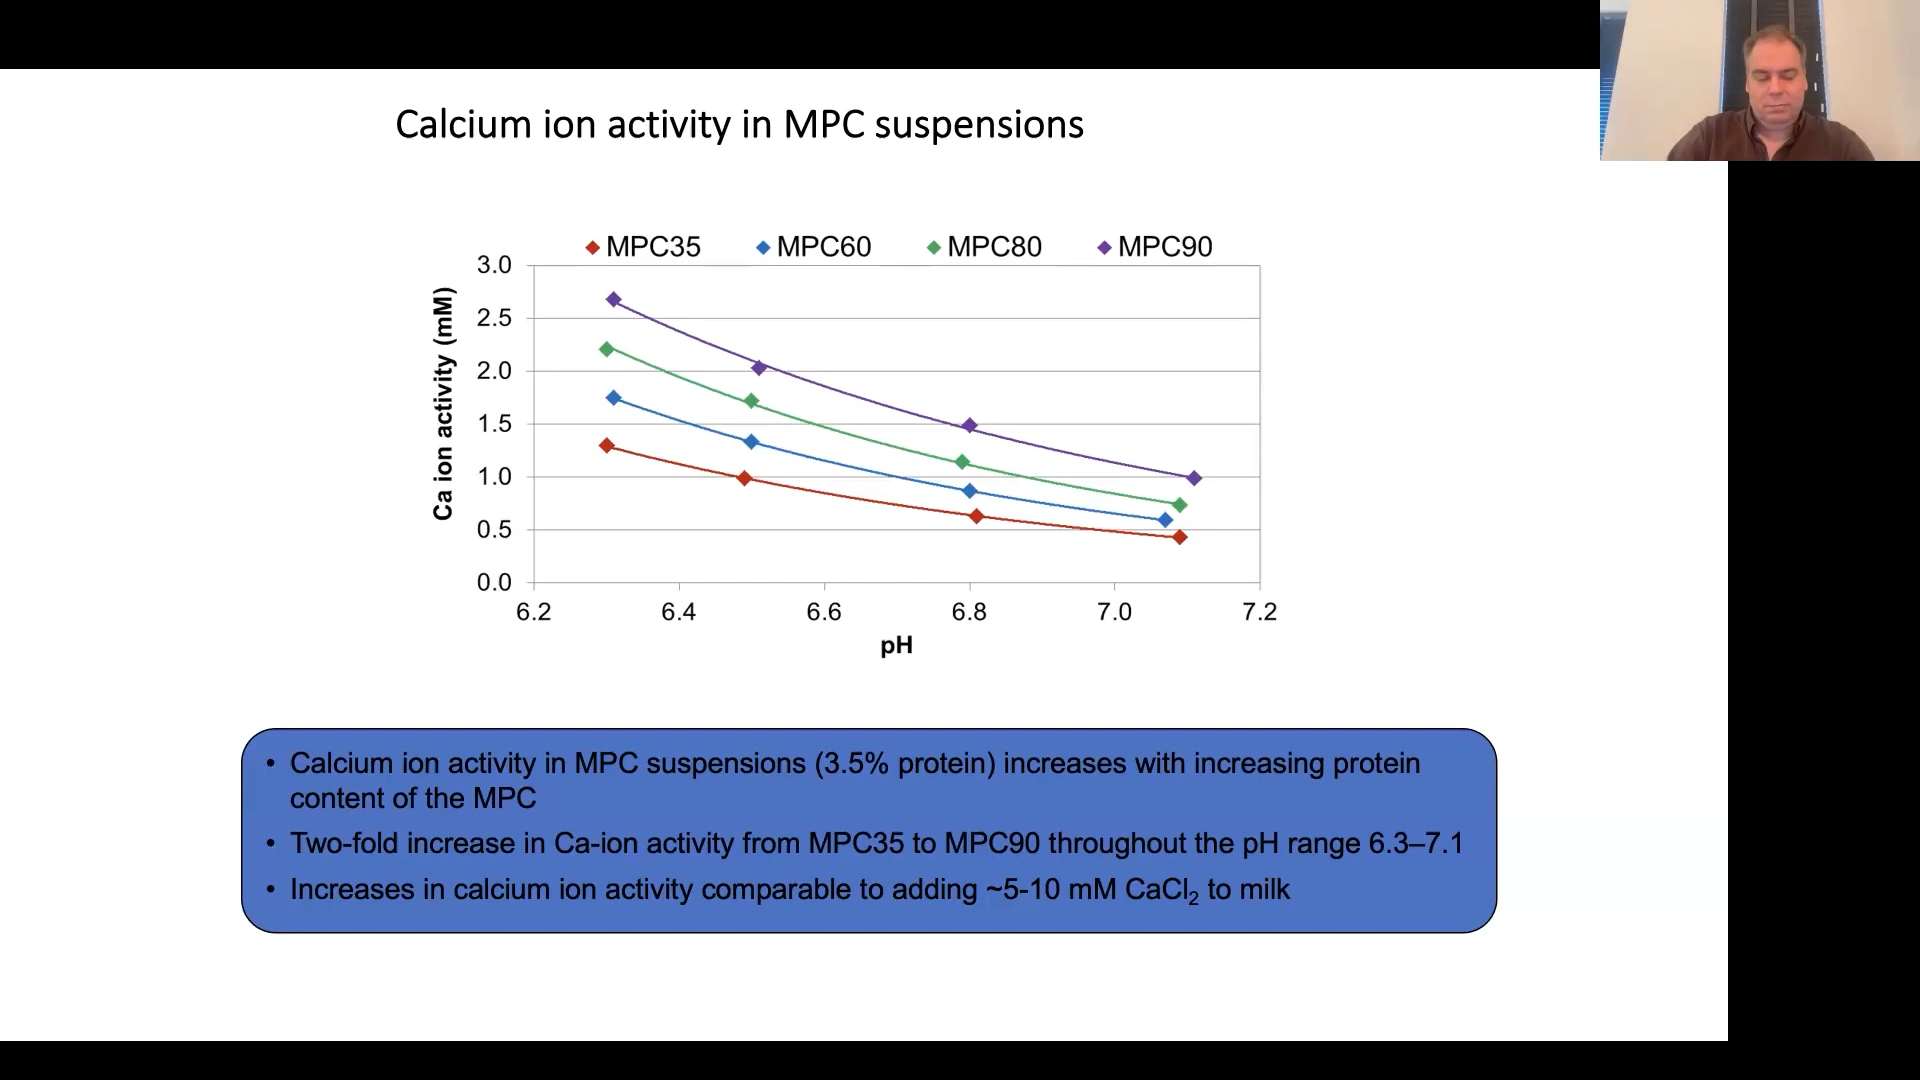 Calcium ion activity in MPC suspensions
MPC35 MPC60 MPC80 MPC90
Ca ion activity (mM)
3.0
2.5
2.0
1.5
1.0
0.5
0.0
6.2 6.4 6.6 6.8 7.0 7.2
pH
• Calcium ion activity in MPC suspensions (3.5% protein) increases with increasing protein
content of the MPC
• Two-fold increase in Ca-ion activity from MPC35 to MPC90 throughout the pH range 6.3–7.1
• Increases in calcium ion activity comparable to adding ~5-10 mM CaCl₂ to milk